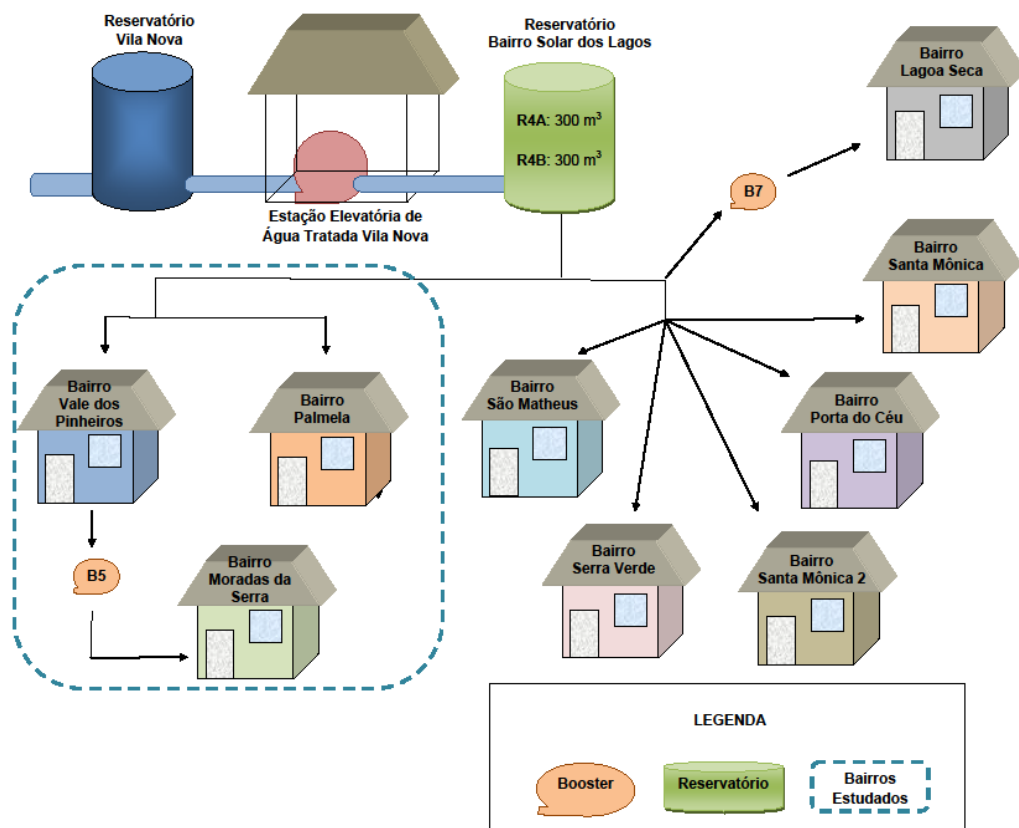 Reservatório
Vila Nova
Reservatório
Bairro Solar dos Lagos
R4A: 300 m³
R4B: 300 m³
Estação Elevatória de
Água Tratada Vila Nova
Bairro
Lagoa Seca
B7
Bairro
Santa Mônica
Bairro
Vale dos
Pinheiros
Bairro
Palmela
Bairro
São Matheus
Bairro
Porta do Céu
B5
Bairro
Moradas da
Serra
Bairro
Serra Verde
Bairro
Santa Mônica 2
LEGENDA
Booster
Reservatório
Bairros
Estudados